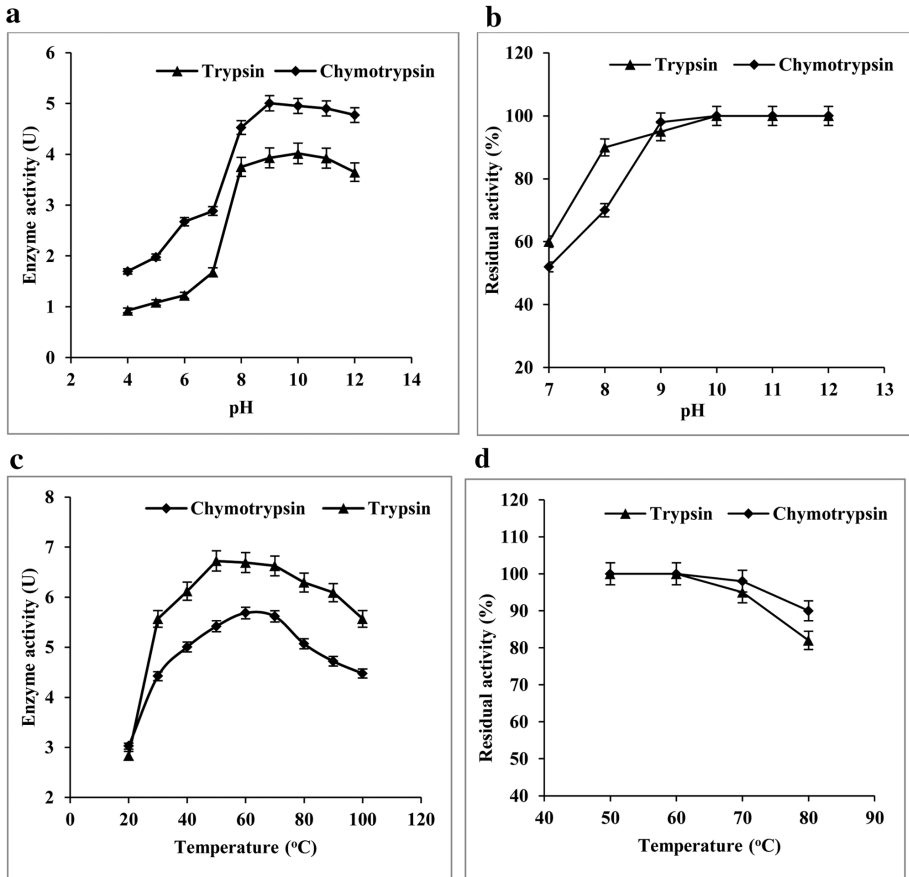 a
Trypsin Chymotrypsin
Enzyme activity (U)
6
5
4
3
2
1
0
2 4 6 8 10 12 14
pH
b
Trypsin Chymotrypsin
Residual activity (%)
120
100
80
60
40
20
7 8 9 10 11 12 13
pH
c
Chymotrypsin Trypsin
Enzyme activity (U)
8
7
6
5
4
3
2
0 20 40 60 80 100 120
Temperature (ºC)
d
Trypsin Chymotrypsin
Residual activity (%)
120
110
100
90
80
70
60
50
40
40 50 60 70 80 90
Temperature (ºC)